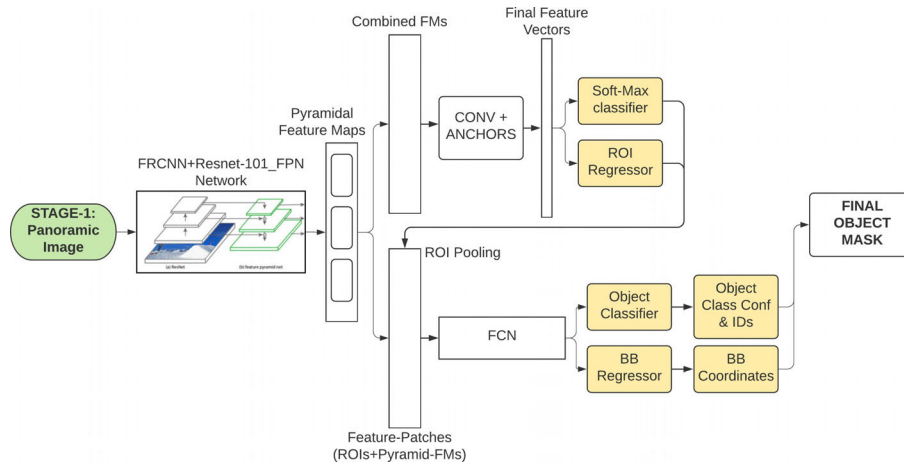 Combined FMs
Final Feature
Vectors
Pyramidal
Feature Maps
CONV +
ANCHORS
Soft-Max
classifier
ROI
Regressor
FRCNN+Resnet-101_FPN
Network
STAGE-1:
Panoramic
Image
(a) ResNet
(b) feature pyramid net
ROI Pooling
FCN
Object
Classifier
Object
Class Conf
& IDs
BB
Regressor
BB
Coordinates
FINAL
OBJECT
MASK
Feature-Patches
(ROIs+Pyramid-FMs)